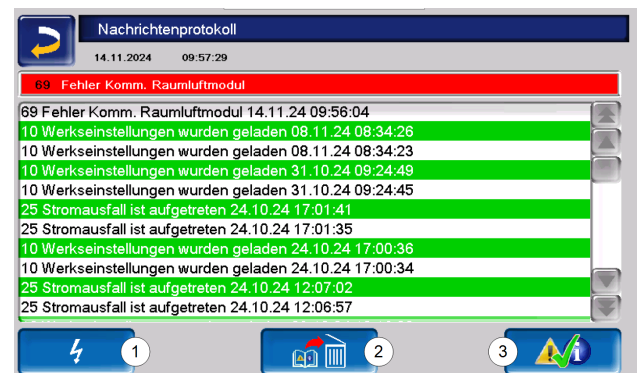 Nachrichtenprotokoll
14.11.2024 09:57:29
69 Fehler Komm. Raumluftmodul
69 Fehler Komm. Raumluftmodul 14.11.24 09:56:04
10 Werkseinstellungen wurden geladen 08.11.24 08:34:26
10 Werkseinstellungen wurden geladen 08.11.24 08:34:23
10 Werkseinstellungen wurden geladen 31.10.24 09:24:49
10 Werkseinstellungen wurden geladen 31.10.24 09:24:45
25 Stromausfall ist aufgetreten 24.10.24 17:01:41
25 Stromausfall ist aufgetreten 24.10.24 17:01:35
10 Werkseinstellungen wurden geladen 24.10.24 17:00:36
10 Werkseinstellungen wurden geladen 24.10.24 17:00:34
25 Stromausfall ist aufgetreten 24.10.24 12:07:02
25 Stromausfall ist aufgetreten 24.10.24 12:06:57
1 2 3